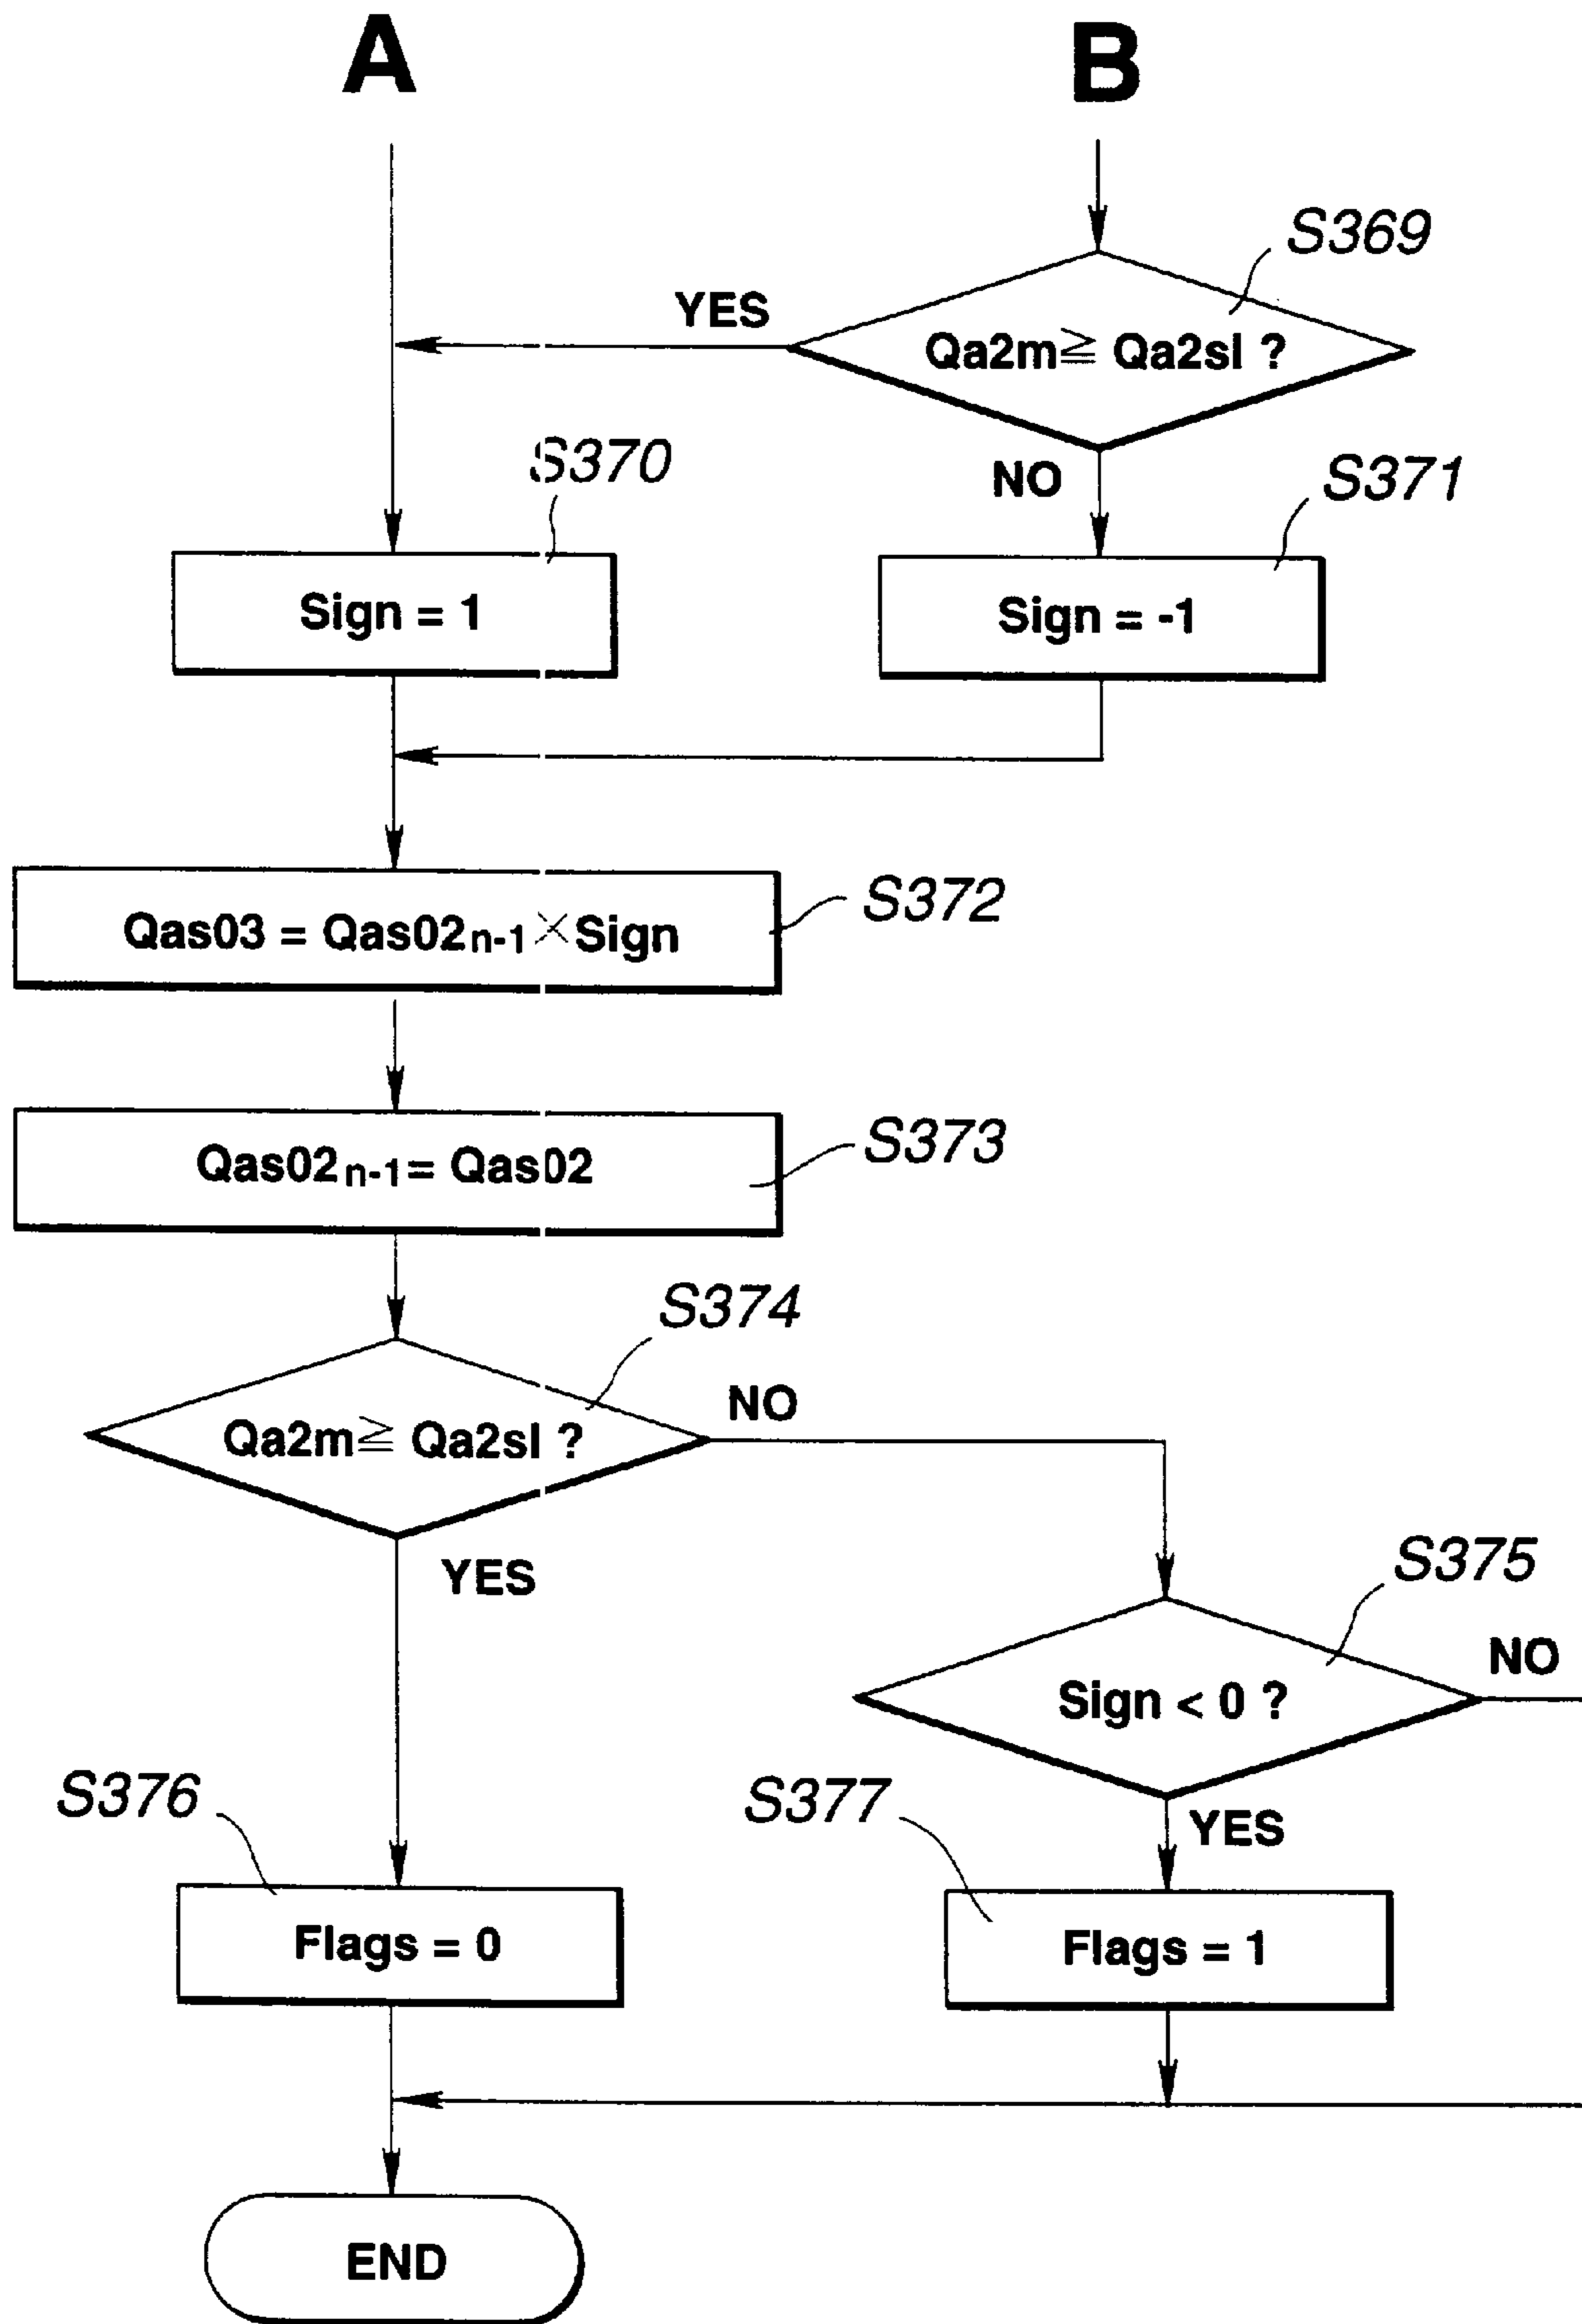 A
B
S369
YES
Qa2m≧ Qa2sl ?
S370
NO
S371
Sign = 1
Sign = -1
S372
Qas03 = Qas02n-1×Sign
S373
Qas02n-1= Qas02
S374
NO
Qa2m≧ Qa2sl ?
YES
S375
NO
Sign < 0 ?
S376
S377
YES
Flags = 0
Flags = 1
END